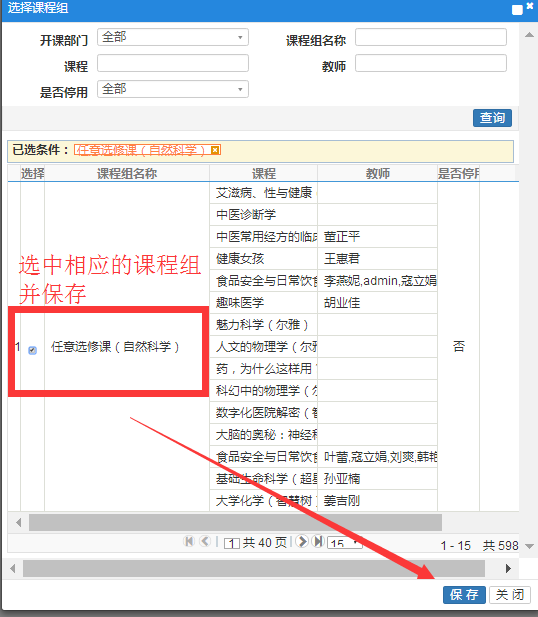 选择课程组
开课部门 全部 课程组名称
课程 教师
是否停用 全部
查询
已选条件： 任意选修课（自然科学）
选择 课程组名称 课程 教师 是否停用
艾滋病、性与健康
中医诊断学
中医常用经方的临床 董正平
健康女孩 王惠君
选中相应的课程组
并保存
食品安全与日常饮食 李燕妮,admin,寇立娟
趣味医学 胡业佳
魅力科学（尔雅）
1 任意选修课（自然科学） 人文的物理学（尔雅 否
药，为什么这样用
科幻中的物理学（尔
数字化医院解密（智
大脑的奥秘：神经科
食品安全与日常饮食 叶蕾,寇立娟,刘爽,韩艳
基础生命科学（超星 孙亚楠
大学化学（智慧树） 姜吉刚
1 共 40 页 15 1 - 15 共 598
保 存 关 闭